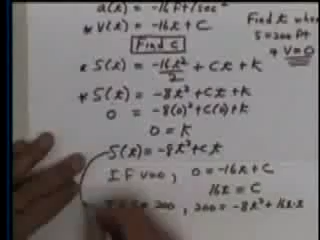 a(t) = -16 ft/sec²
* V(t) = -16t + C
Find C
Find t when
S = 200 ft
+ V = 0
* S(t) = -16t²/2 + Ct + K
* S(t) = -8t² + Ct + K
0 = -8(0)² + C(0) + K
0 = K
S(t) = -8t² + Ct
IF V=0, 0 = -16t + C
16t = C
= 200, 200 = -8t² + 16t·t